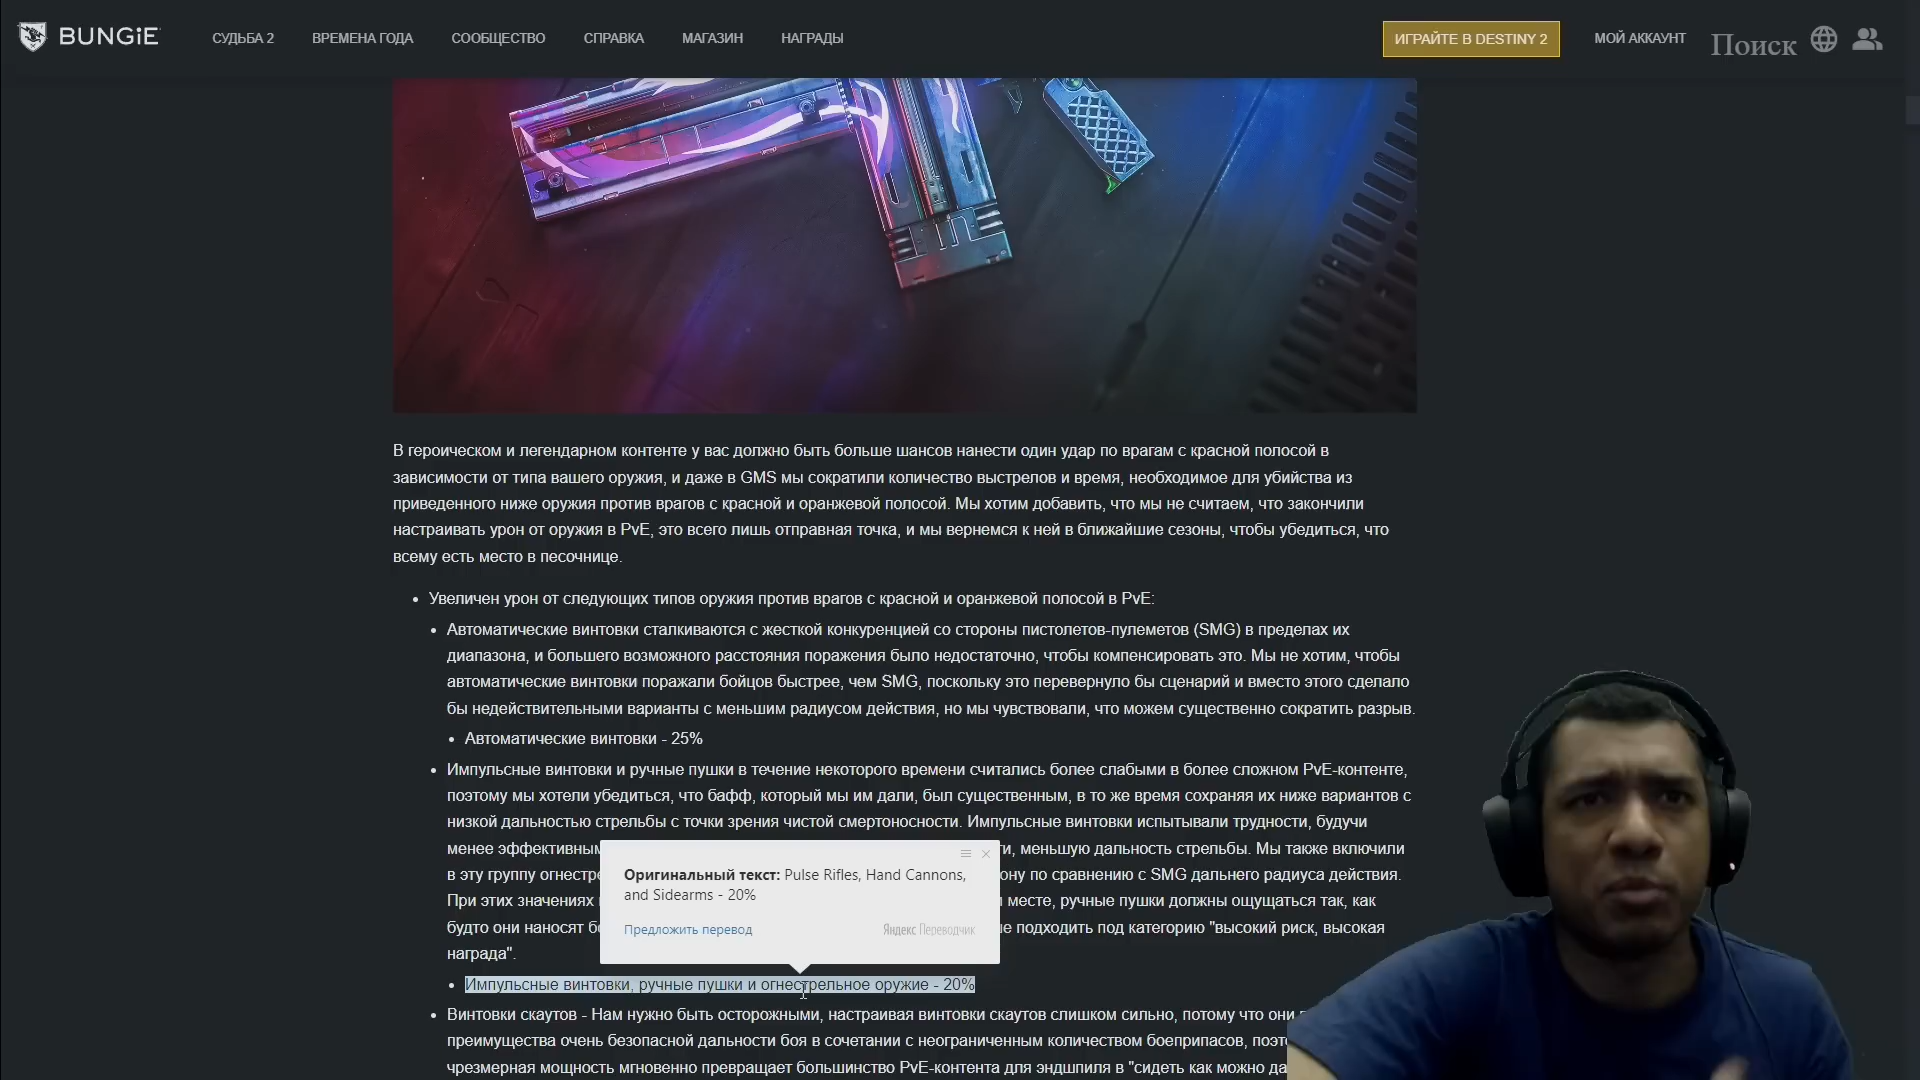 BUNGiE
СУДЬБА 2
ВРЕМЕНА ГОДА
СООБЩЕСТВО
СПРАВКА
МАГАЗИН
НАГРАДЫ
ИГРАЙТЕ В DESTINY 2
МОЙ АККАУНТ
Поиск
В героическом и легендарном контенте у вас должно быть больше шансов нанести один удар по врагам с красной полосой в
зависимости от типа вашего оружия, и даже в GMS мы сократили количество выстрелов и время, необходимое для убийства из
приведенного ниже оружия против врагов с красной и оранжевой полосой. Мы хотим добавить, что мы не считаем, что закончили
настраивать урон от оружия в PvE, это всего лишь отправная точка, и мы вернемся к ней в ближайшие сезоны, чтобы убедиться, что
всему есть место в песочнице.
• Увеличен урон от следующих типов оружия против врагов с красной и оранжевой полосой в PvE:
• Автоматические винтовки сталкиваются с жесткой конкуренцией со стороны пистолетов-пулеметов (SMG) в пределах их
диапазона, и большего возможного расстояния поражения было недостаточно, чтобы компенсировать это. Мы не хотим, чтобы
автоматические винтовки поражали бойцов быстрее, чем SMG, поскольку это перевернуло бы сценарий и вместо этого сделало
бы недействительными варианты с меньшим радиусом действия, но мы чувствовали, что можем существенно сократить разрыв.
• Автоматические винтовки - 25%
• Импульсные винтовки и ручные пушки в течение некоторого времени считались более слабыми в более сложном PvE-контенте,
поэтому мы хотели убедиться, что бафф, который мы им дали, был существенным, в то же время сохраняя их ниже вариантов с
низкой дальностью стрельбы с точки зрения чистой смертоносности. Импульсные винтовки испытывали трудности, будучи
менее меньшую дальность стрельбы. Мы также включили
в эту группу по сравнению с SMG дальнего радиуса действия.
При этих значениях месте, ручные пушки должны ощущаться так, как
будто они наносят подходить под категорию "высокий риск, высокая
награда".
Оригинальный текст: Pulse Rifles, Hand Cannons,
and Sidearms - 20%
Предложить перевод
Яндекс Переводчик
• Импульсные винтовки, ручные пушки и огнестрельное оружие - 20%
• Винтовки скаутов - Нам нужно быть осторожными, настраивая винтовки скаутов слишком сильно, потому что они
преимущества очень безопасной дальности боя в сочетании с неограниченным количеством боеприпасов,
чрезмерная мощность мгновенно превращает большинство PvE-контента для эндшпиля в "сидеть как можно